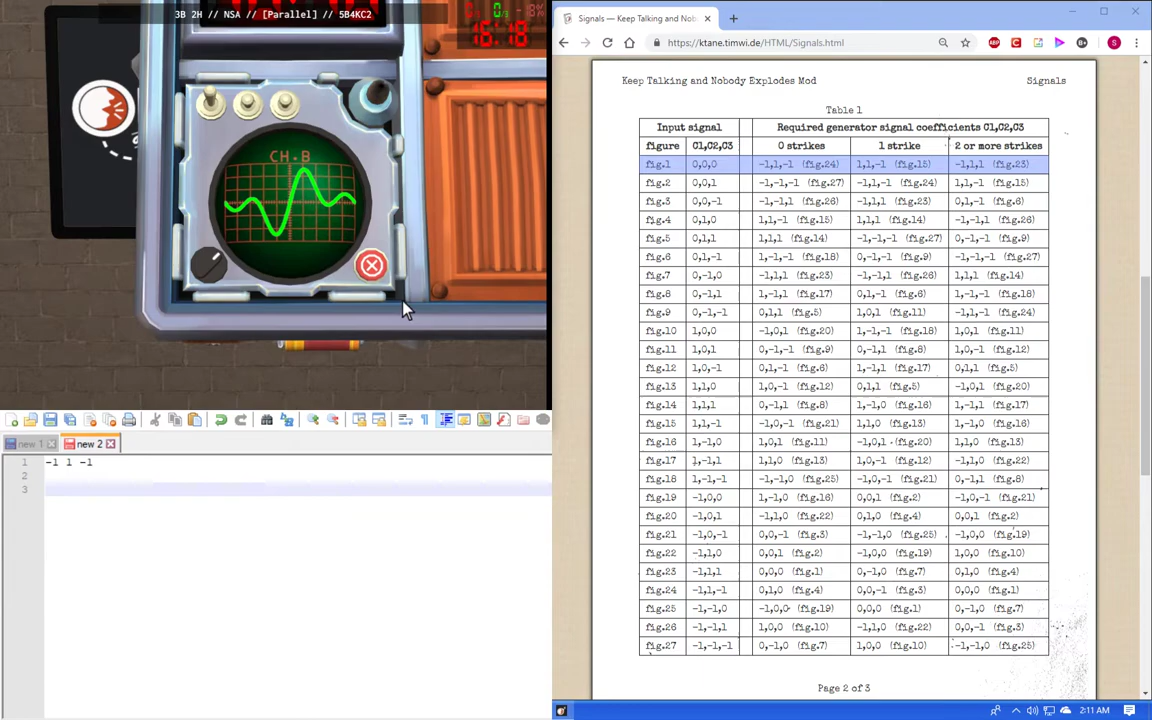 3B 2H // NSA // [Parallel] // 5B4KC2
16:18
CH.B
new 1
new 2
1 -1 1 -1
2
3
Signals — Keep Talking and Nob
https://ktane.timwi.de/HTML/Signals.html
ABP
S
Keep Talking and Nobody Explodes Mod Signals
Table 1
Input signal Required generator signal coefficients C1,C2,C3
figure C1,C2,C3 0 strikes 1 strike 2 or more strikes
fig.1 0,0,0 -1,1,-1 (fig.24) 1,1,-1 (fig.15) -1,1,1 (fig.23)
fig.2 0,0,1 -1,-1,-1 (fig.27) -1,1,-1 (fig.24) 1,1,-1 (fig.15)
fig.3 0,0,-1 -1,-1,1 (fig.26) -1,1,1 (fig.23) 0,1,-1 (fig.6)
fig.4 0,1,0 1,1,-1 (fig.15) 1,1,1 (fig.14) -1,-1,1 (fig.26)
fig.5 0,1,1 1,1,1 (fig.14) -1,-1,-1 (fig.27) 0,-1,-1 (fig.9)
fig.6 0,1,-1 1,-1,-1 (fig.18) 0,-1,-1 (fig.9) -1,-1,-1 (fig.27)
fig.7 0,-1,0 -1,1,1 (fig.23) -1,-1,1 (fig.26) 1,1,1 (fig.14)
fig.8 0,-1,1 1,-1,1 (fig.17) 0,1,-1 (fig.6) 1,-1,-1 (fig.18)
fig.9 0,-1,-1 0,1,1 (fig.5) 1,0,1 (fig.11) -1,1,-1 (fig.24)
fig.10 1,0,0 -1,0,1 (fig.20) 1,-1,-1 (fig.18) 1,0,1 (fig.11)
fig.11 1,0,1 0,-1,-1 (fig.9) 0,-1,1 (fig.8) 1,0,-1 (fig.12)
fig.12 1,0,-1 0,1,-1 (fig.6) 1,-1,1 (fig.17) 0,1,1 (fig.5)
fig.13 1,1,0 1,0,-1 (fig.12) 0,1,1 (fig.5) -1,0,1 (fig.20)
fig.14 1,1,1 0,-1,1 (fig.8) 1,-1,0 (fig.16) 1,-1,1 (fig.17)
fig.15 1,1,-1 -1,0,-1 (fig.21) 1,1,0 (fig.13) 1,-1,0 (fig.16)
fig.16 1,-1,0 1,0,1 (fig.11) -1,0,1 (fig.20) 1,1,0 (fig.13)
fig.17 1,-1,1 1,1,0 (fig.13) 1,0,-1 (fig.12) -1,1,0 (fig.22)
fig.18 1,-1,-1 -1,-1,0 (fig.25) -1,0,-1 (fig.21) 0,-1,1 (fig.8)
fig.19 -1,0,0 1,-1,0 (fig.16) 0,0,1 (fig.2) -1,0,-1 (fig.21)
fig.20 -1,0,1 -1,1,0 (fig.22) 0,1,0 (fig.4) 0,0,1 (fig.2)
fig.21 -1,0,-1 0,0,-1 (fig.3) -1,-1,0 (fig.25) -1,0,0 (fig.19)
fig.22 -1,1,0 0,0,1 (fig.2) -1,0,0 (fig.19) 1,0,0 (fig.10)
fig.23 -1,1,1 0,0,0 (fig.1) 0,-1,0 (fig.7) 0,1,0 (fig.4)
fig.24 -1,1,-1 0,1,0 (fig.4) 0,0,-1 (fig.3) 0,0,0 (fig.1)
fig.25 -1,-1,0 -1,0,0 (fig.19) 0,0,0 (fig.1) 0,-1,0 (fig.7)
fig.26 -1,-1,1 1,0,0 (fig.10) -1,1,0 (fig.22) 0,0,-1 (fig.3)
fig.27 -1,-1,-1 0,-1,0 (fig.7) 1,0,0 (fig.10) -1,-1,0 (fig.25)
Page 2 of 3
2:11 AM